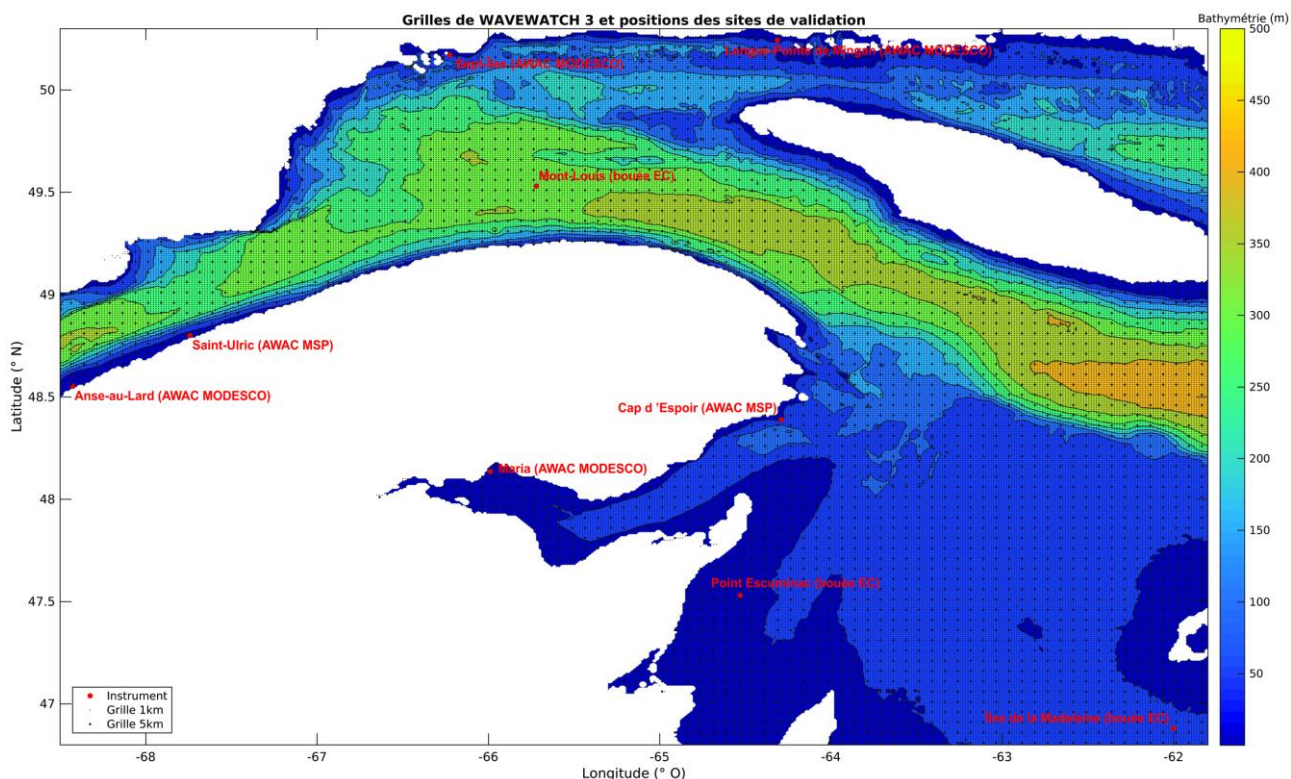 Grilles de WAVEWATCH 3 et positions des sites de validation
Bathymétrie (m)
500
450
400
350
300
250
200
150
100
50
Longue-Pointe de Mingan (AWAC MODESCO)
Sept-Iles (AWAC MODESCO)
Mont-Louis (bouée EC)
Saint-Ulric (AWAC MSP)
Anse-au-Lard (AWAC MODESCO)
Cap d 'Espoir (AWAC MSP)
Maria (AWAC MODESCO)
Point Escuminac (bouée EC)
Iles de la Madeleine (bouée EC)
Latitude (° N)
50
49.5
49
48.5
48
47.5
47
Instrument
Grille 1km
Grille 5km
-68
-67
-66
-65
-64
-63
-62
Longitude (° O)